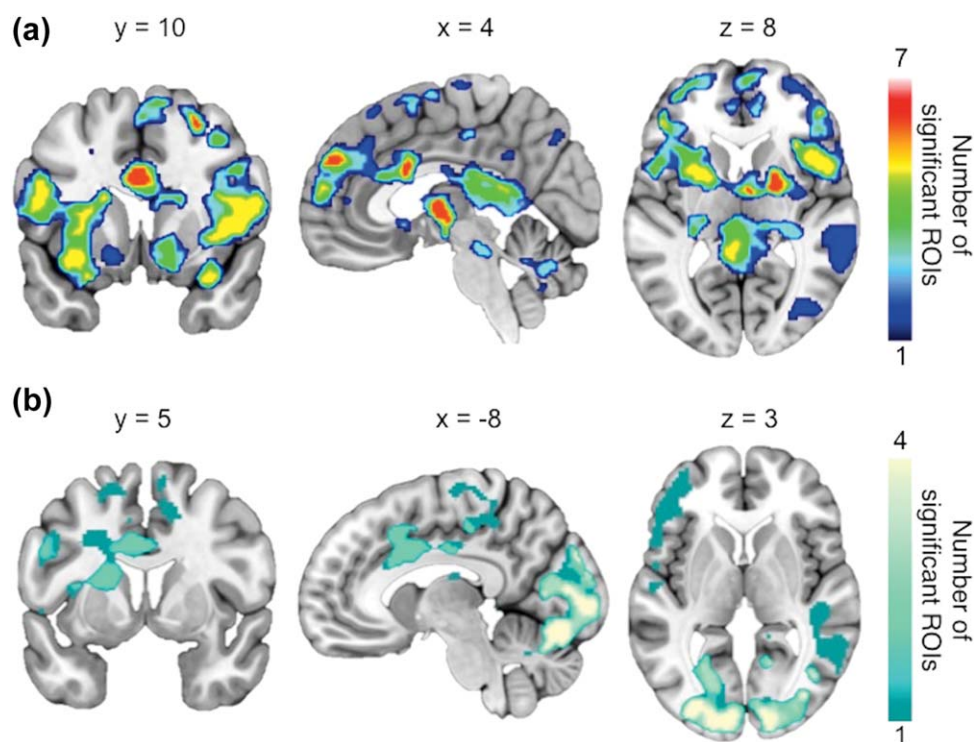 (a)
y = 10
x = 4
z = 8
7
Number of
significant ROIs
1
(b)
y = 5
x = -8
z = 3
4
Number of
significant ROIs
1